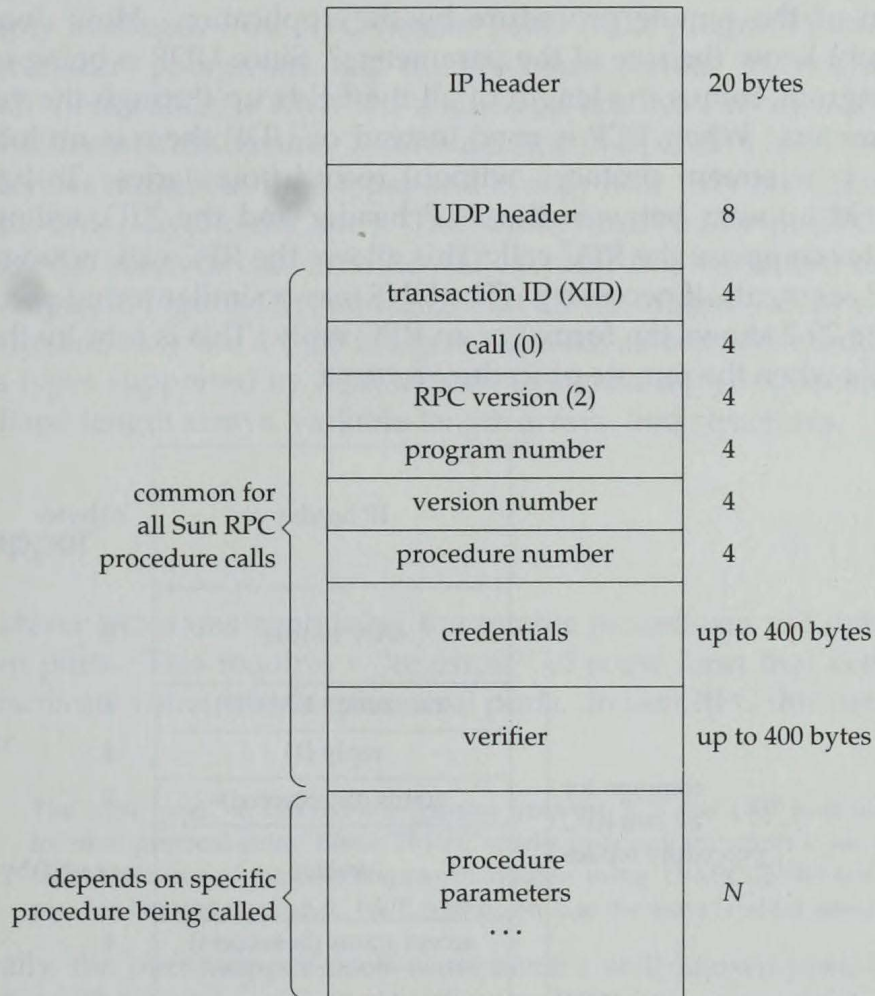 IP header 20 bytes
UDP header 8
transaction ID (XID) 4
call (0) 4
RPC version (2) 4
program number 4
version number 4
procedure number 4
common for
all Sun RPC
procedure calls
credentials up to 400 bytes
verifier up to 400 bytes
depends on specific
procedure being called
procedure
parameters N
...